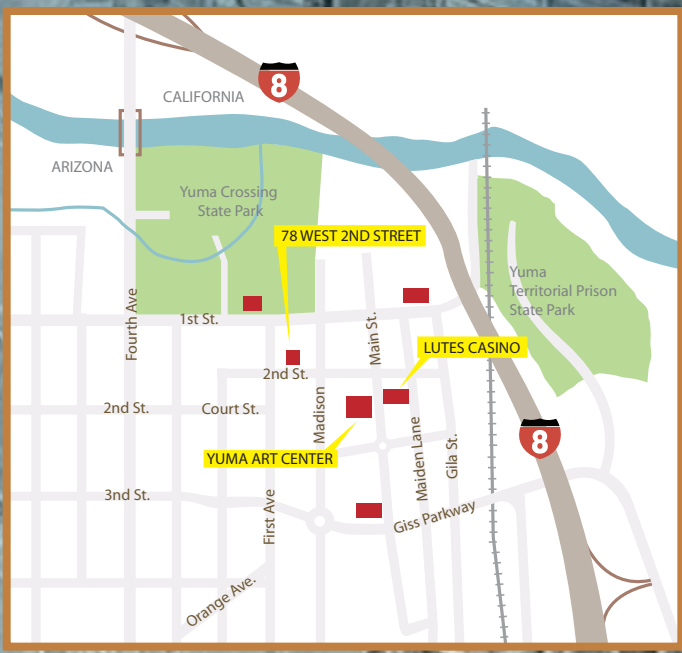 8
CALIFORNIA
ARIZONA
Yuma Crossing
State Park
78 WEST 2ND STREET
Yuma
Territorial Prison
State Park
1st St.
Fourth Ave
Main St.
LUTES CASINO
2nd St.
2nd St.
Court St.
Madison
8
YUMA ART CENTER
Maiden Lane
Gila St.
3rd St.
First Ave
Giss Parkway
Orange Ave.